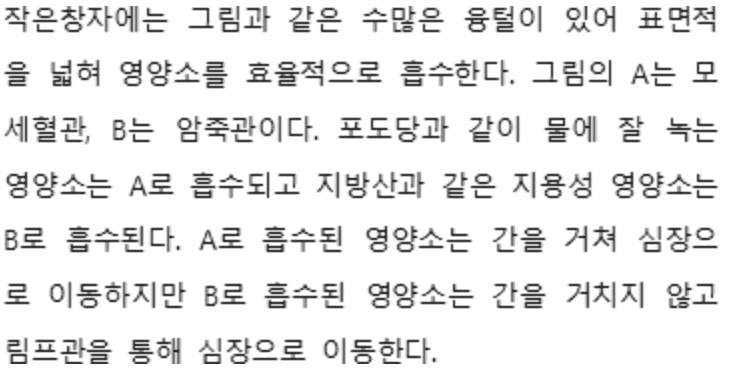 작은창자에는 그림과 같은 수많은 융털이 있어 표면적
을 넓혀 영양소를 효율적으로 흡수한다. 그림의 A는 모
세혈관, B는 암죽관이다. 포도당과 같이 물에 잘 녹는
영양소는 A로 흡수되고 지방산과 같은 지용성 영양소는
B로 흡수된다. A로 흡수된 영양소는 간을 거쳐 심장으
로 이동하지만 B로 흡수된 영양소는 간을 거치지 않고
림프관을 통해 심장으로 이동한다.